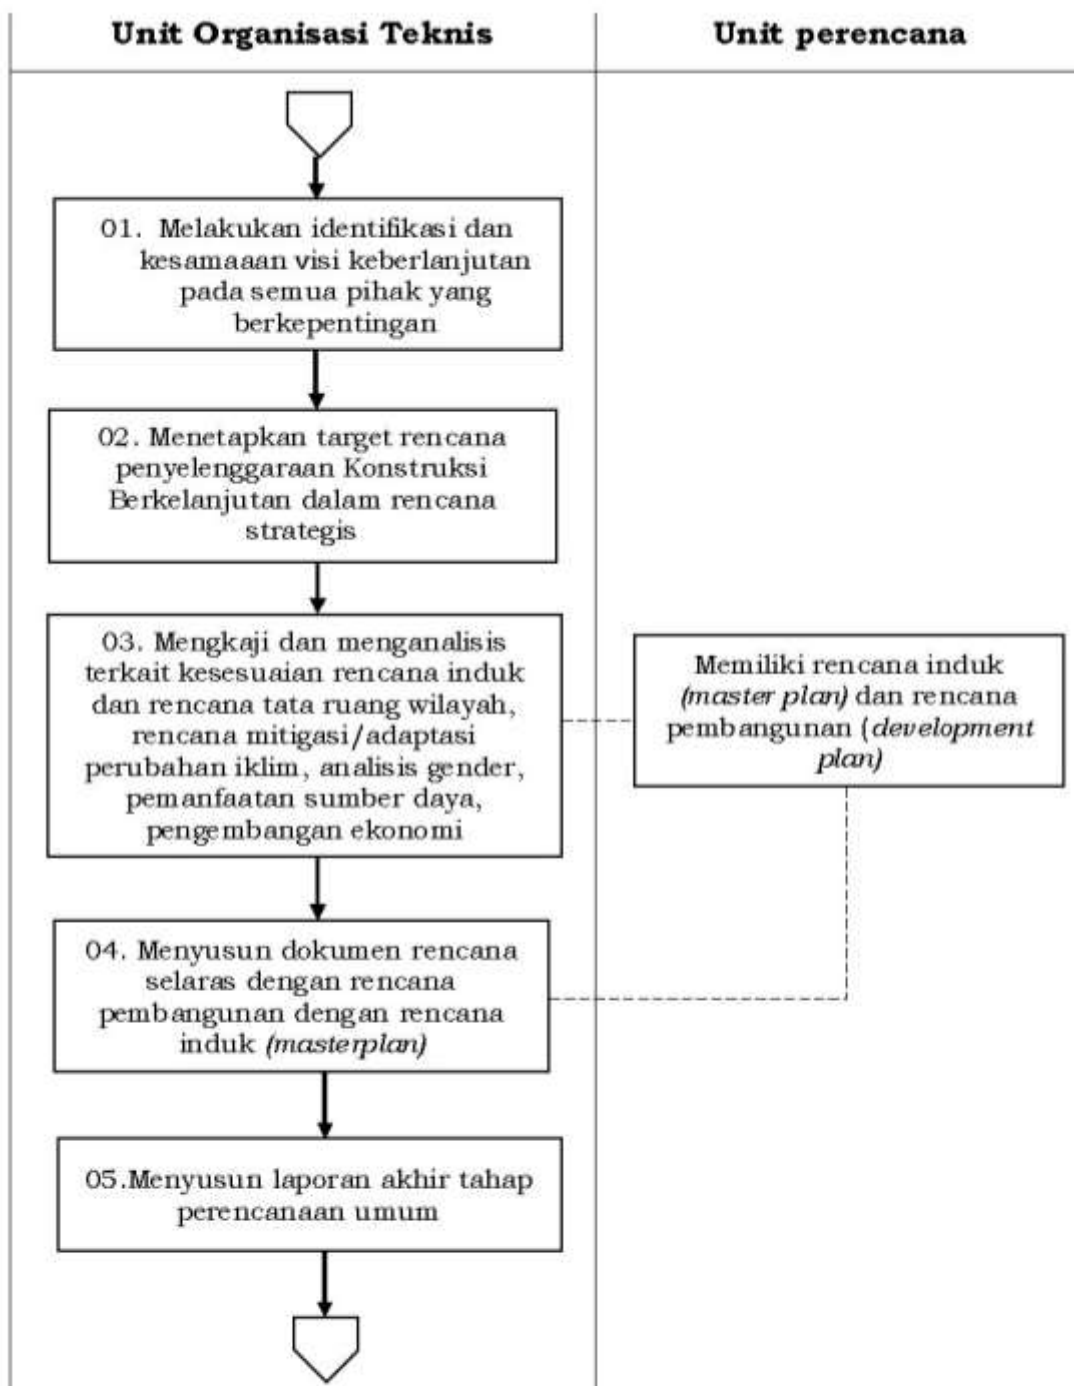 Unit Organisasi Teknis
Unit perencana
01. Melakukan identifikasi dan
kesamaaan visi keberlanjutan
pada semua pihak yang
berkepentingan
02. Menetapkan target rencana
penyelenggaraan Konstruksi
Berkelanjutan dalam rencana
strategis
03. Mengkaji dan menganalisis
terkait kesesuaian rencana induk
dan rencana tata ruang wilayah,
rencana mitigasi/adaptasi
perubahan iklim, analisis gender,
pemanfaatan sumber daya,
pengembangan ekonomi
Memiliki rencana induk
(master plan) dan rencana
pembangunan (development
plan)
04. Menyusun dokumen rencana
selaras dengan rencana
pembangunan dengan rencana
induk (masterplan)
05.Menyusun laporan akhir tahap
perencanaan umum